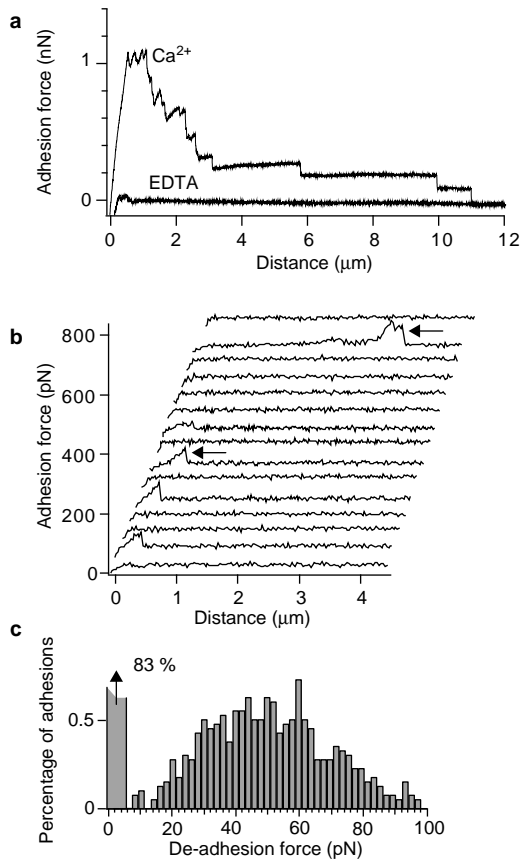 a
Adhesion force (nN)
1
0
Ca2+
EDTA
0 2 4 6 8 10 12
Distance (μm)
b
Adhesion force (pN)
800
600
400
200
0
0 1 2 3 4
Distance (μm)
c
Percentage of adhesions
83 %
0.5
0
0 20 40 60 80 100
De-adhesion force (pN)